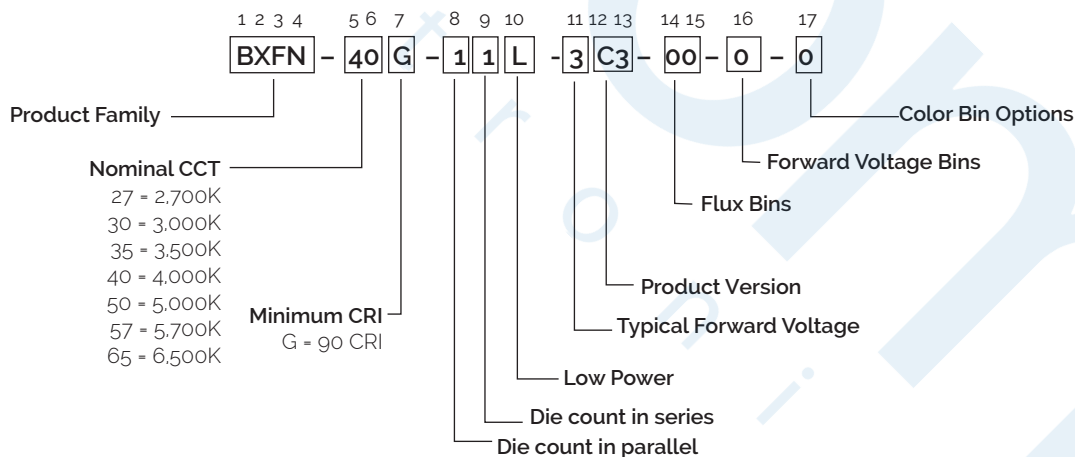 1 2 3 4 5 6 7 8 9 10 11 12 13 14 15 16 17
BXFN – 40 G – 1 1 L - 3 C3 – 00 – 0 – 0
Product Family
Color Bin Options
Nominal CCT
27 = 2,700K
30 = 3,000K
35 = 3,500K
40 = 4,000K
50 = 5,000K
57 = 5,700K
65 = 6,500K
Forward Voltage Bins
Flux Bins
Minimum CRI
G = 90 CRI
Product Version
Typical Forward Voltage
Low Power
Die count in series
Die count in parallel